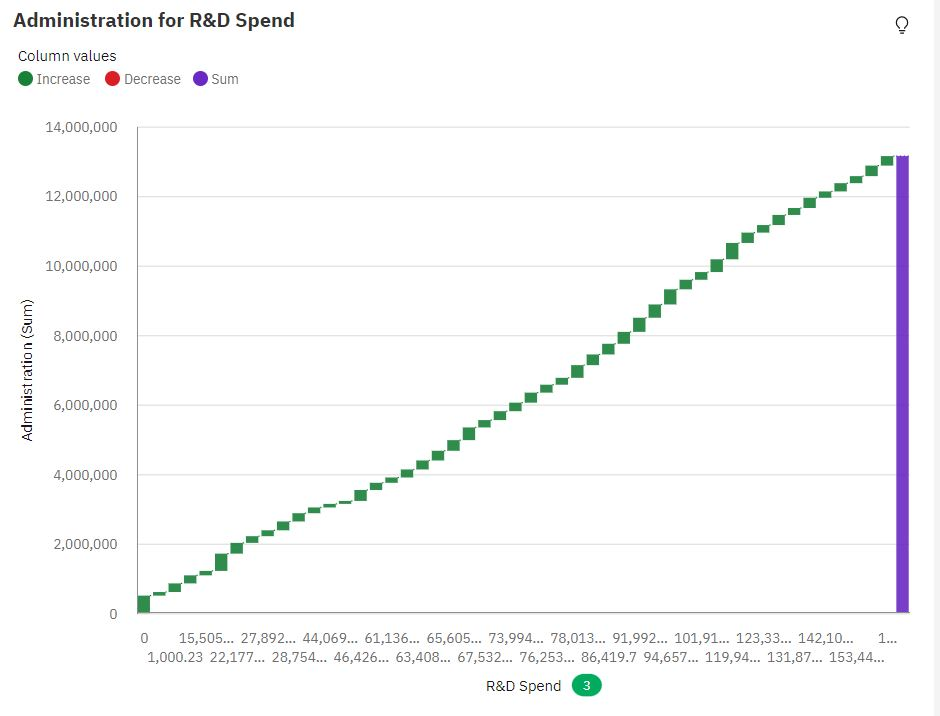 Administration for R&D Spend
Column values
Increase Decrease Sum
14,000,000
12,000,000
10,000,000
8,000,000
6,000,000
4,000,000
2,000,000
0
Administration (Sum)
0 15,505... 27,892... 44,069... 61,136... 65,605... 73,994... 78,013... 91,992... 101,91... 123,33... 142,10... 1...
1,000.23 22,177... 28,754... 46,426... 63,408... 67,532... 76,253... 86,419.7 94,657... 119,94... 131,87... 153,44...
R&D Spend 3